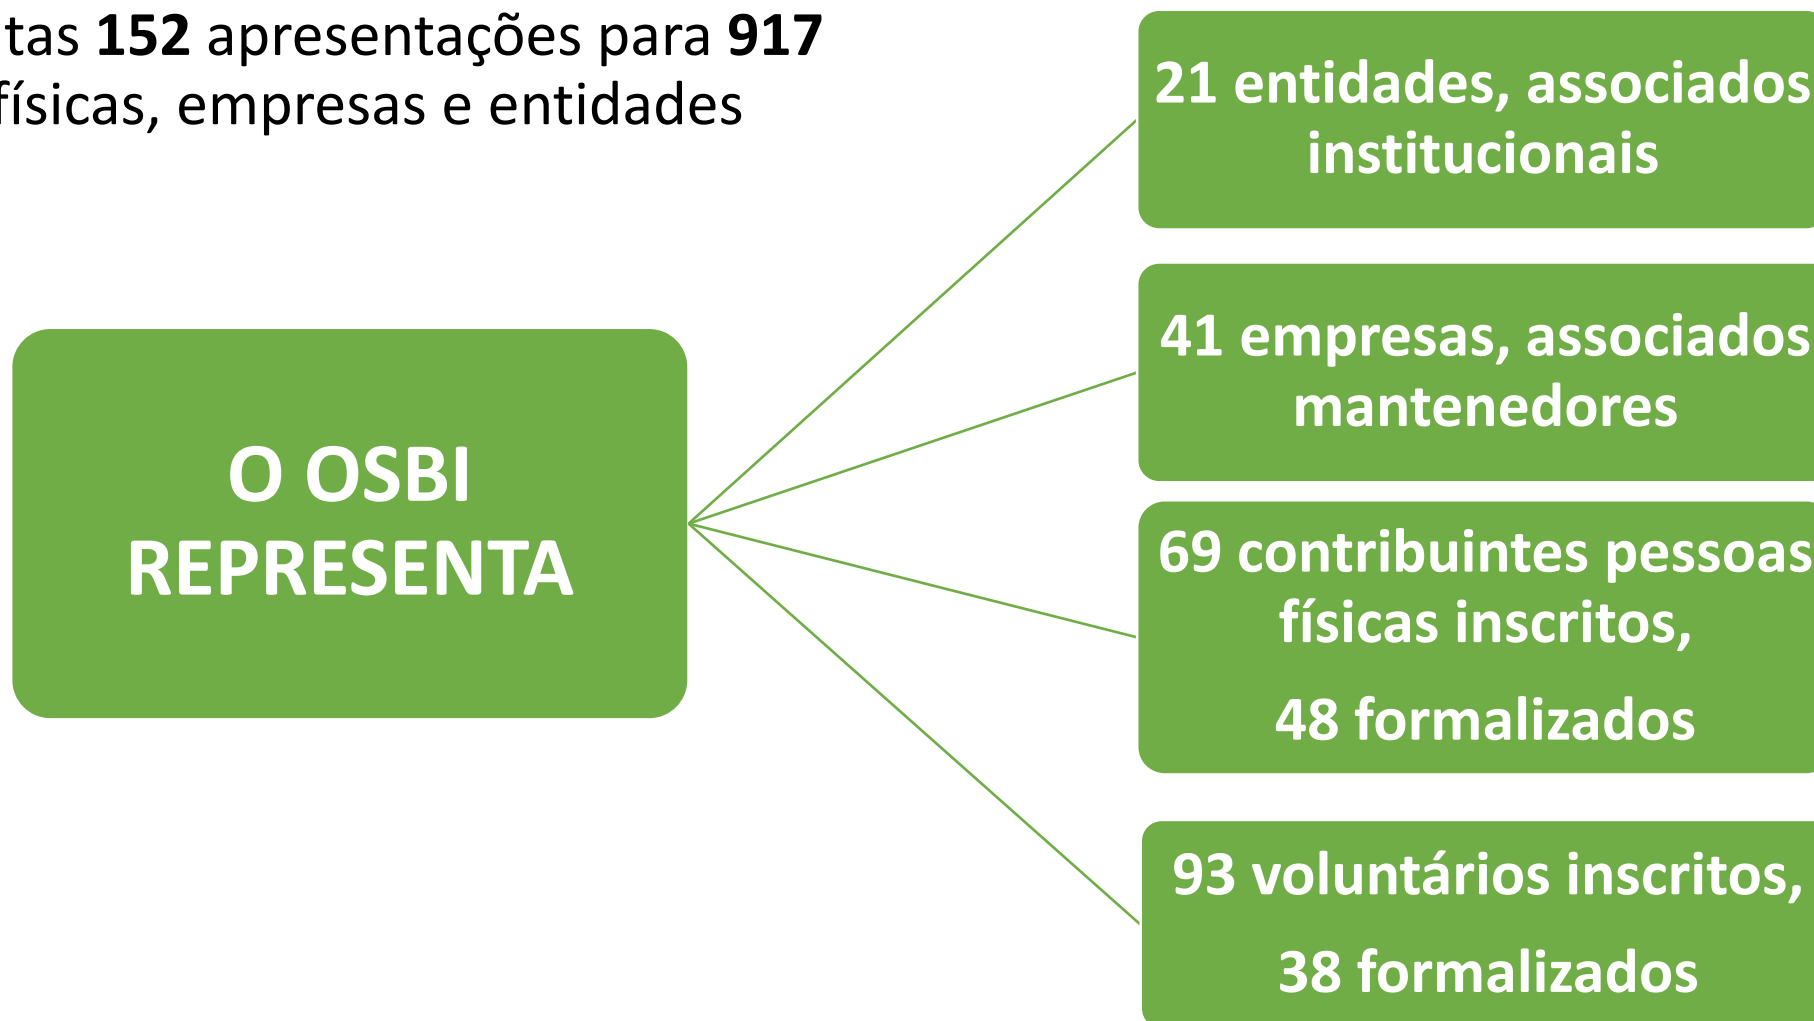 tas 152 apresentações para 917
físicas, empresas e entidades
O OSBI
REPRESENTA
21 entidades, associados
institucionais
41 empresas, associados
mantenedores
69 contribuintes pessoas
físicas inscritos,
48 formalizados
93 voluntários inscritos,
38 formalizados